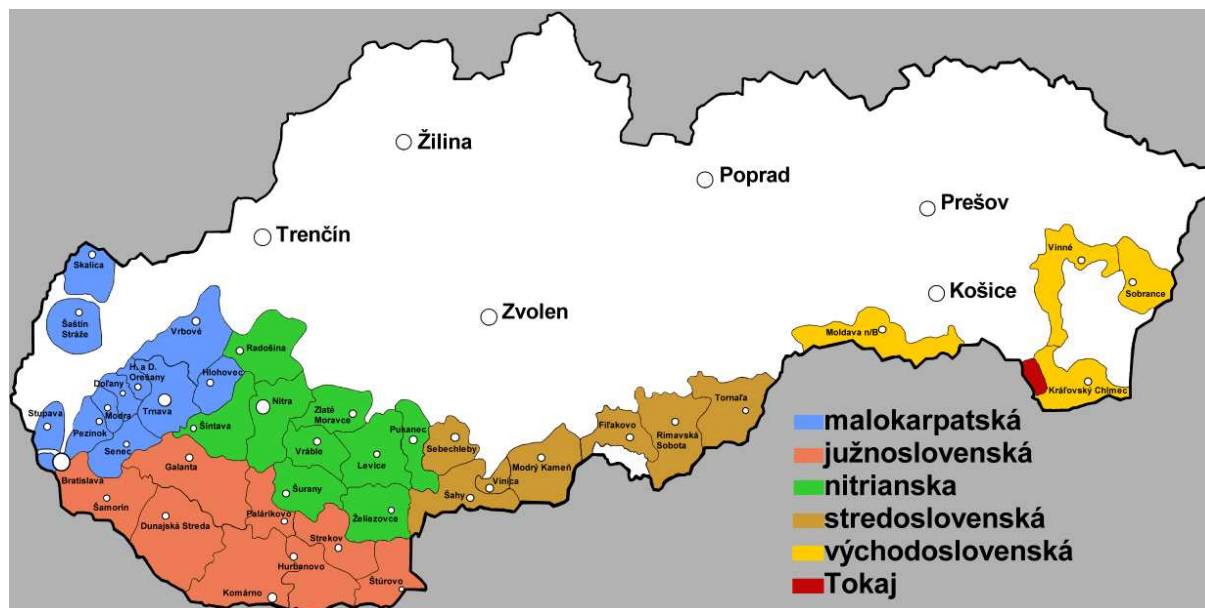 Žilina
Poprad
Prešov
Trenčín
Košice
Zvolen
Skalica
Šaštín
Stráže
Vrbové
Radošina
H. a D.
Orešany
Hlohovec
Doľany
Modra
Trnava
Stupava
Pezinok
Senec
Bratislava
Nitra
Zlaté
Moravce
Pukanec
Šintava
Vráble
Levice
Šurany
Želiezovce
Galanta
Šamorín
Dunajská Streda
Palárikovo
Strekov
Hurbanovo
Komárno
Štúrovo
Sebechleby
Šahy
Vinica
Modrý Kameň
Fiľakovo
Rimavská
Sobota
Tornaľa
Moldava n/B
Vinné
Sobrance
Kráľovský Chlmec
malokarpatská
južnoslovenská
nitrianska
stredoslovenská
východoslovenská
Tokaj